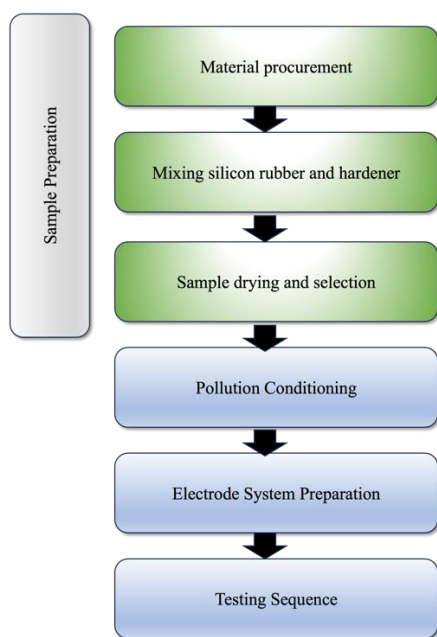 Sample Preparation
Material procurement
Mixing silicon rubber and hardener
Sample drying and selection
Pollution Conditioning
Electrode System Preparation
Testing Sequence